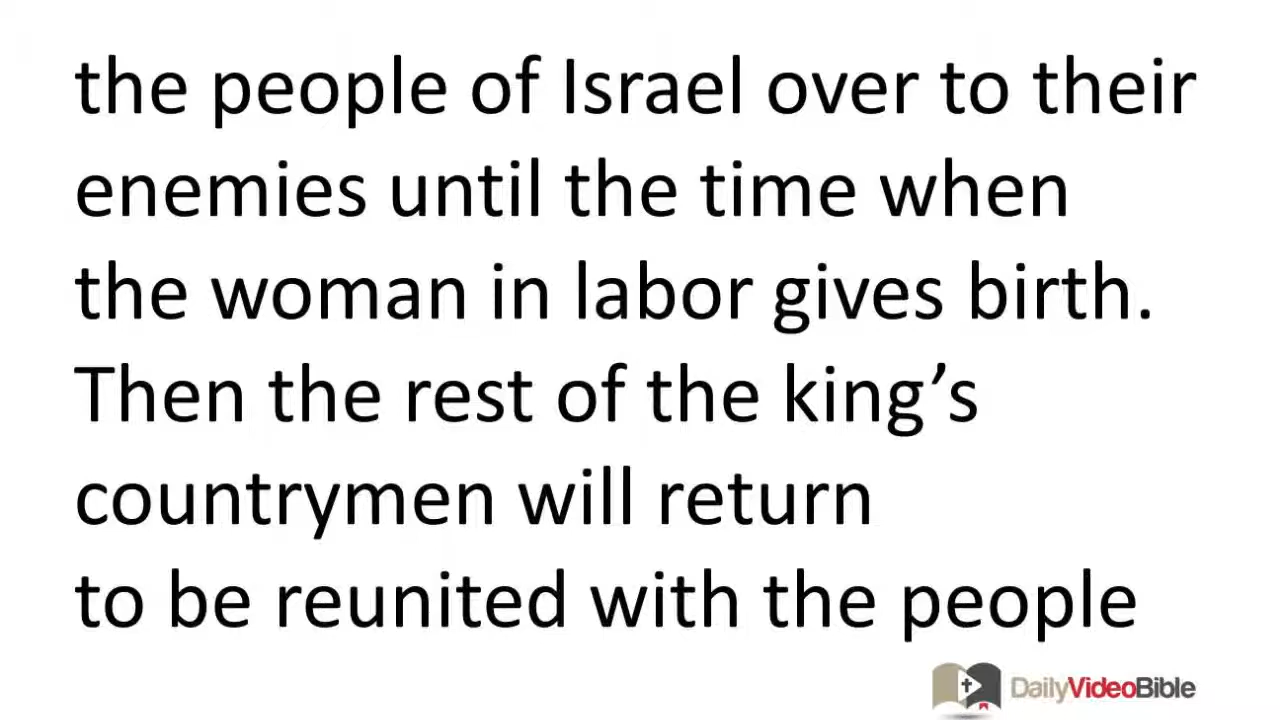 the people of Israel over to their
enemies until the time when
the woman in labor gives birth.
Then the rest of the king’s
countrymen will return
to be reunited with the people
DailyVideoBible